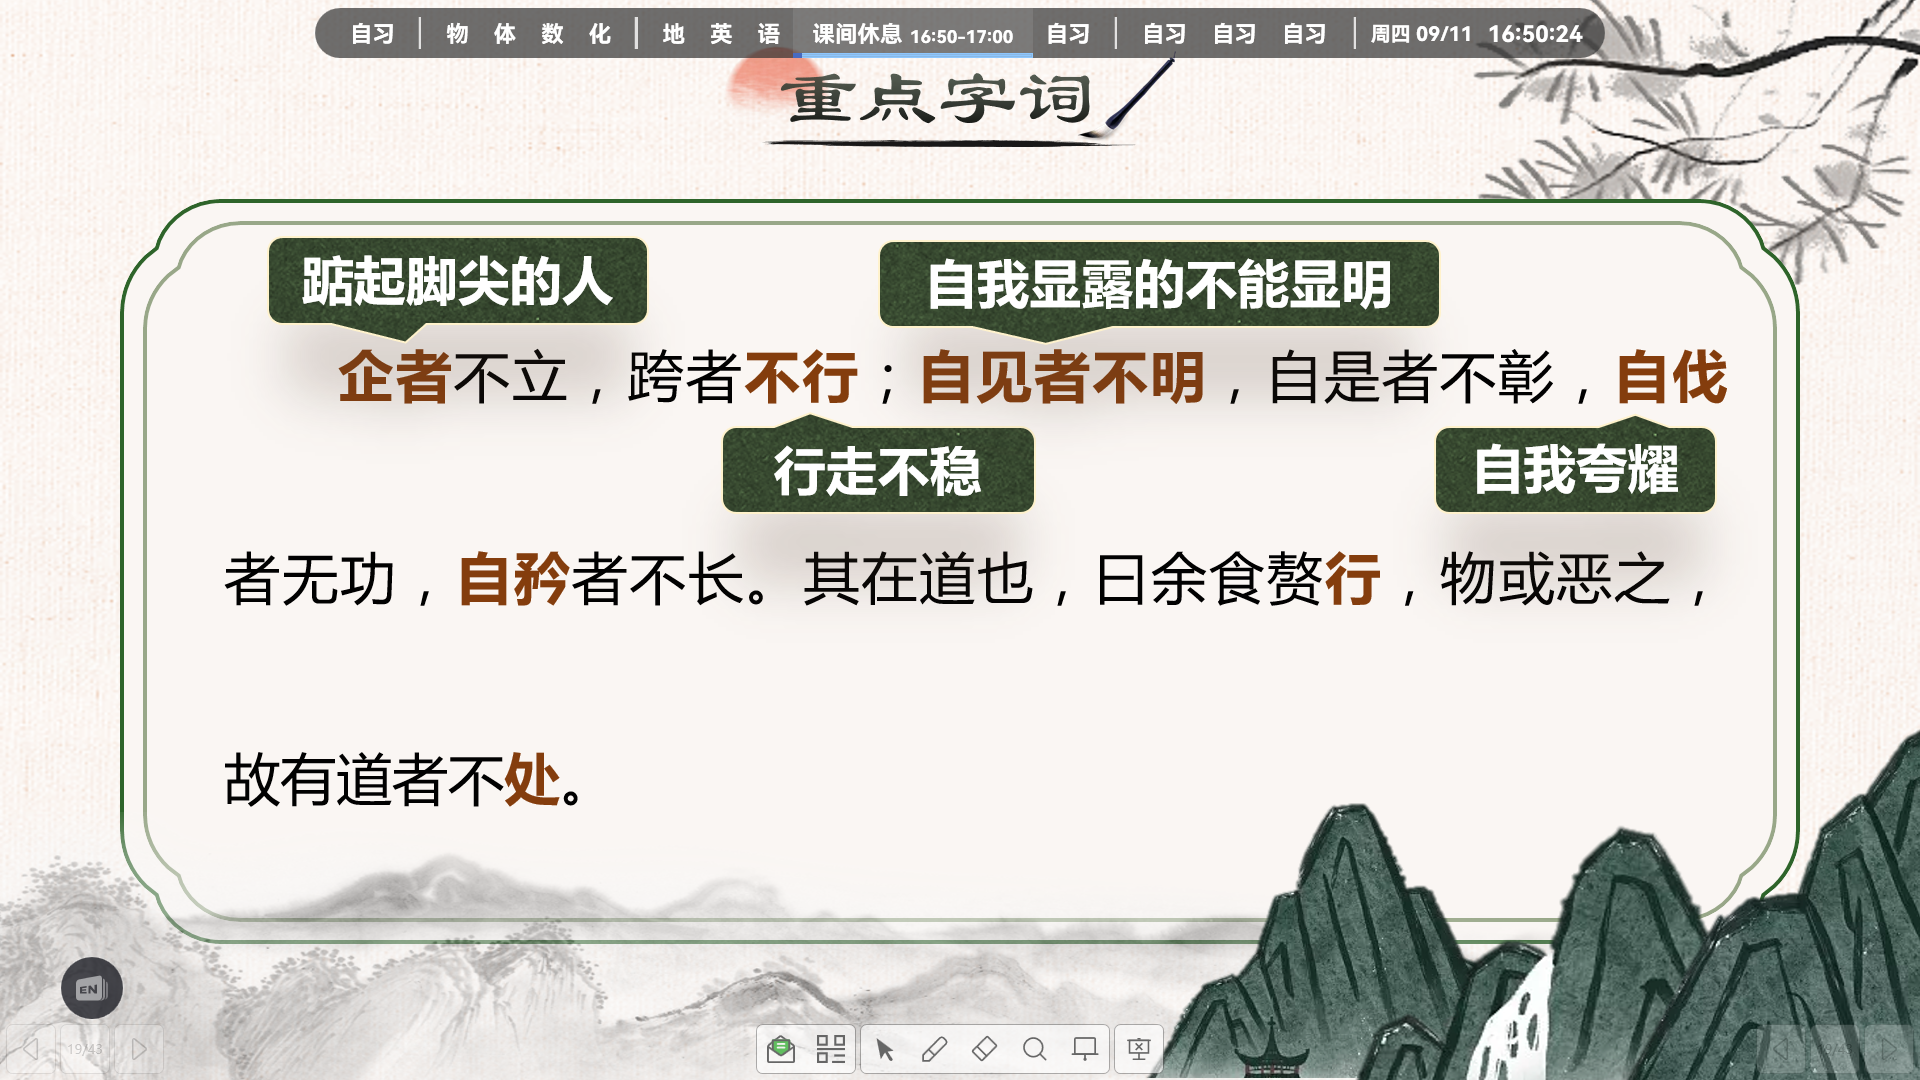 自习 物 体 数 化 地 英 语 课间休息 16:50-17:00 自习 自习 自习 自习 周四 09/11 16:50:24
重点字词
踮起脚尖的人 自我显露的不能显明
企者不立，跨者不行；自见者不明，自是者不彰，自伐
行走不稳 自我夸耀
者无功，自矜者不长。其在道也，曰余食赘行，物或恶之，
故有道者不处。
EN
19/43